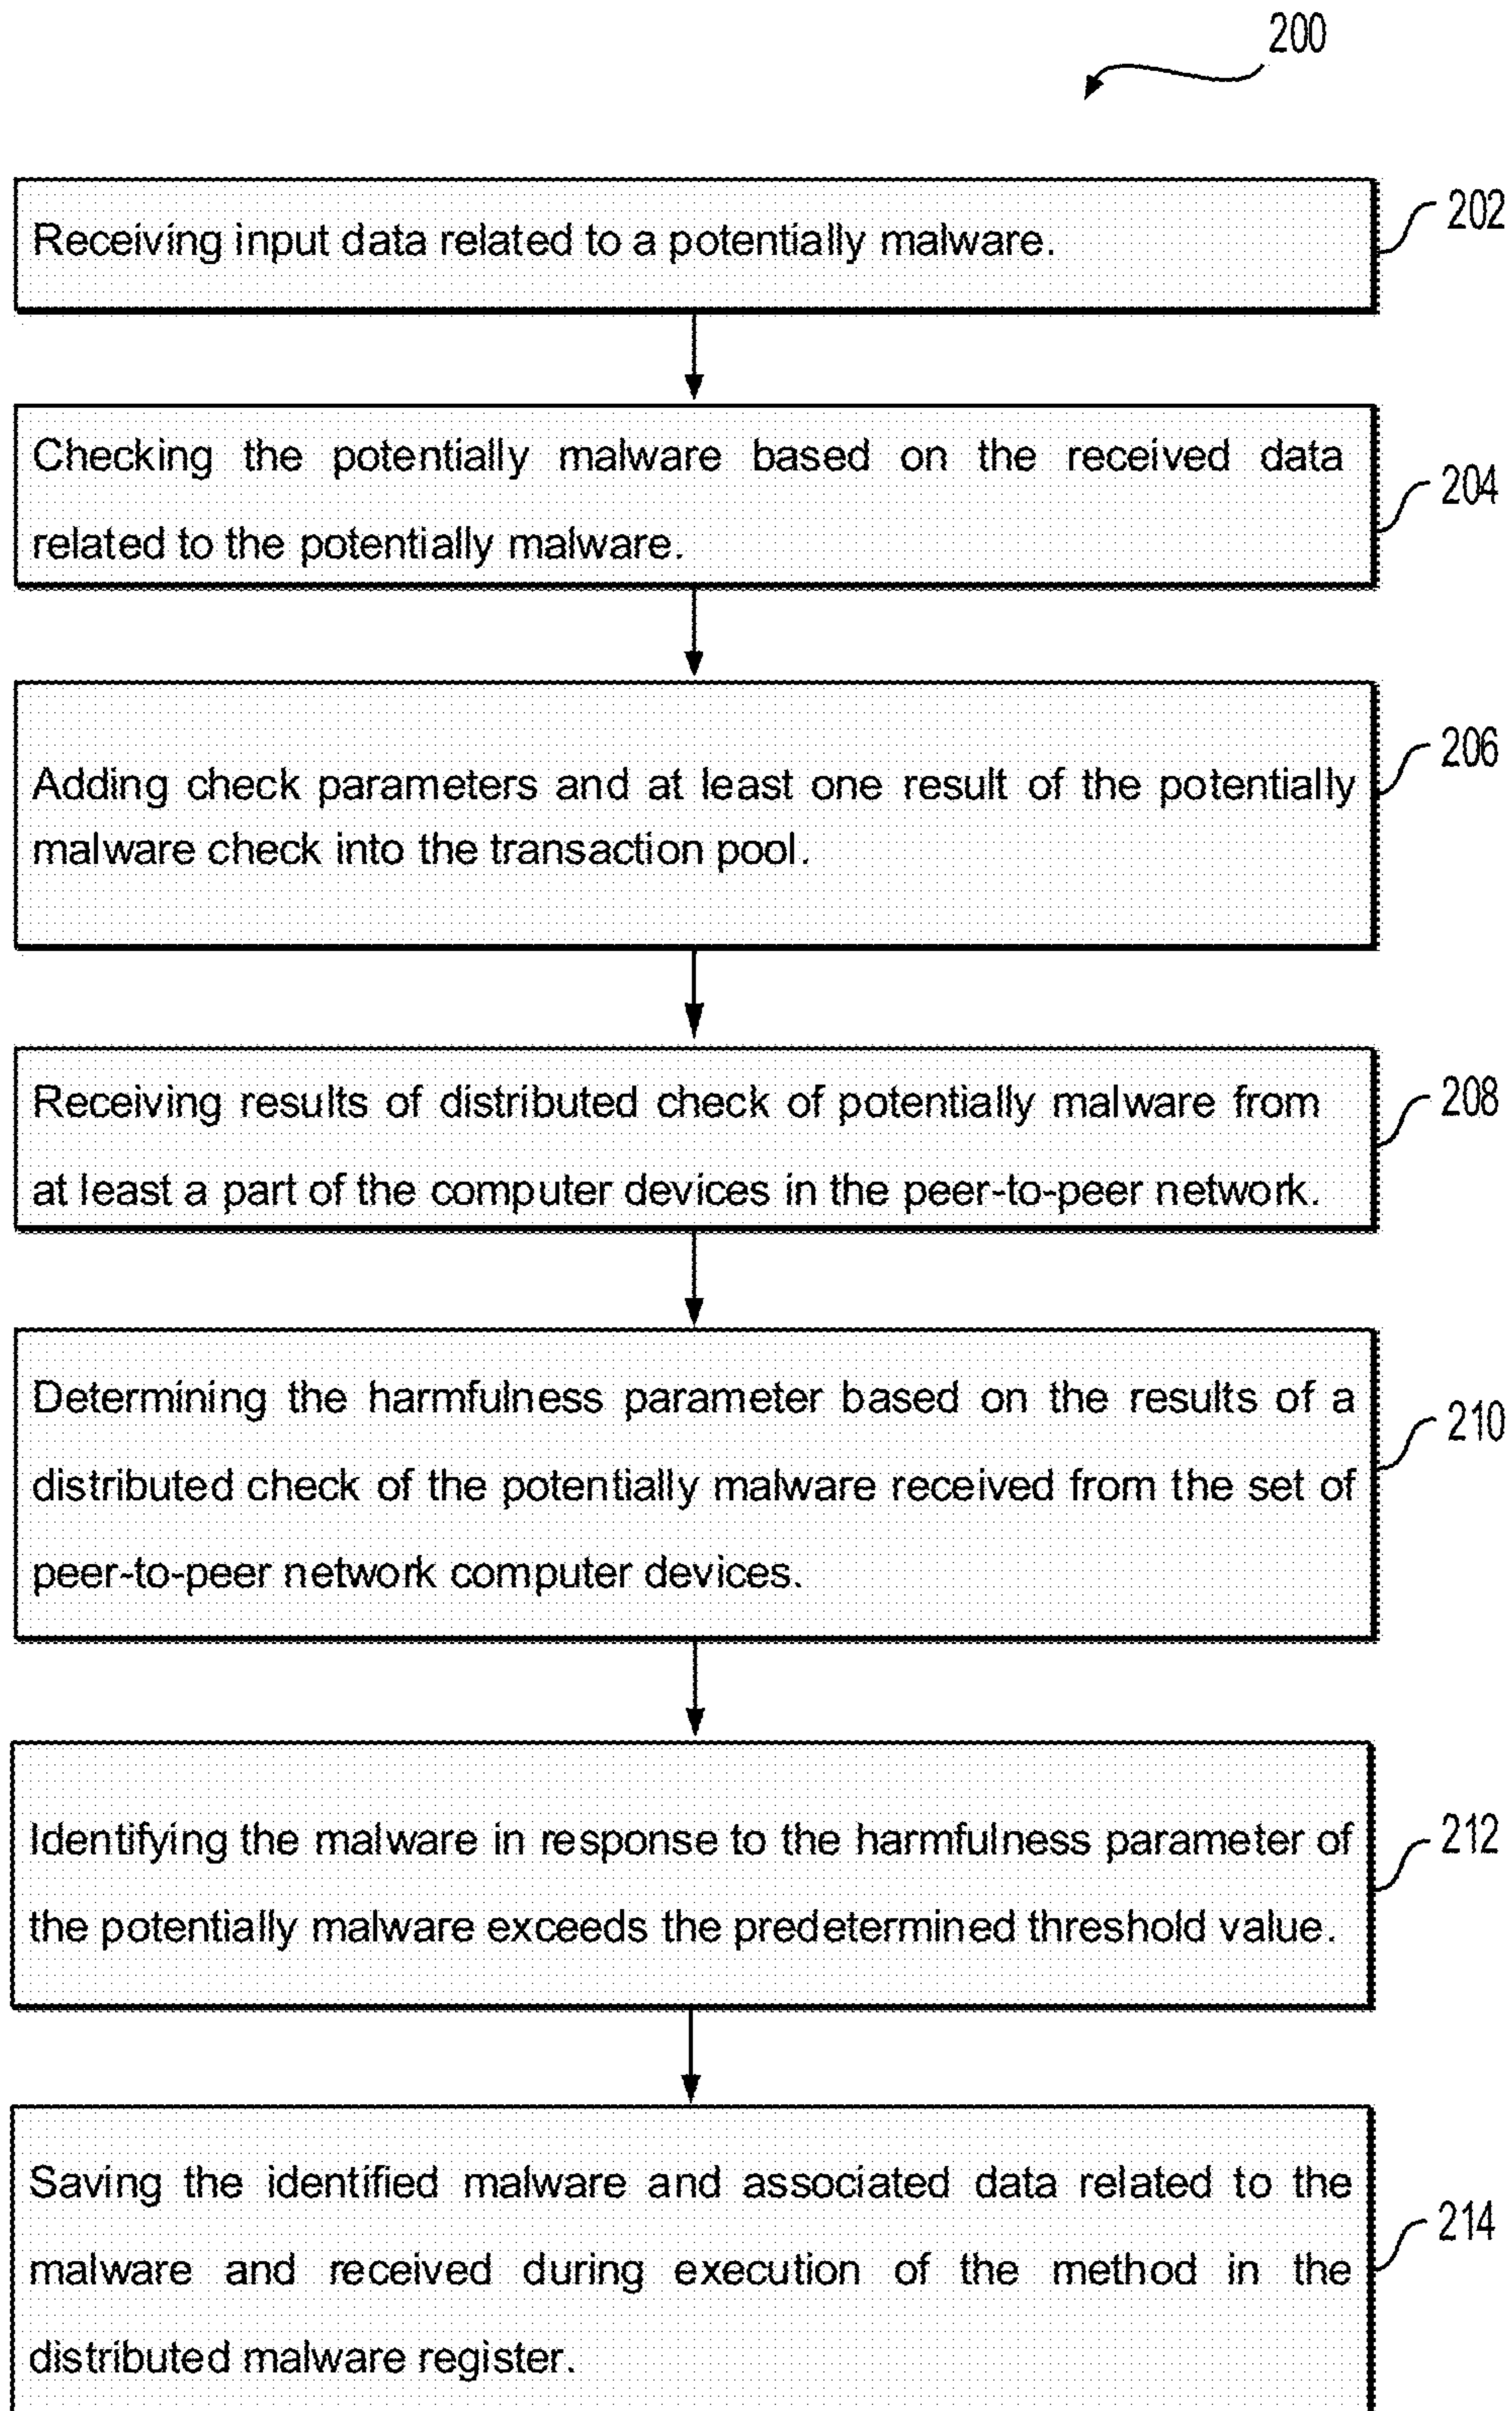 200
Receiving input data related to a potentially malware.
202
Checking the potentially malware based on the received data
related to the potentially malware.
204
Adding check parameters and at least one result of the potentially
malware check into the transaction pool.
206
Receiving results of distributed check of potentially malware from
at least a part of the computer devices in the peer-to-peer network.
208
Determining the harmfulness parameter based on the results of a
distributed check of the potentially malware received from the set of
peer-to-peer network computer devices.
210
Identifying the malware in response to the harmfulness parameter of
the potentially malware exceeds the predetermined threshold value.
212
Saving the identified malware and associated data related to the
malware and received during execution of the method in the
distributed malware register.
214